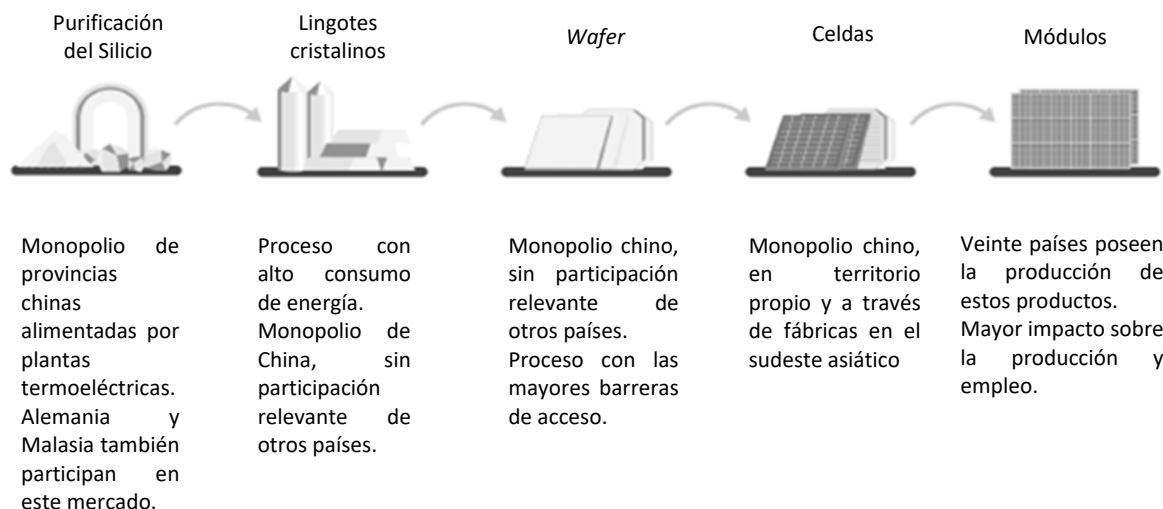 Purificación
del Silicio
Lingotes
cristalinos
Wafer
Celdas
Módulos
Monopolio de
provincias
chinas
alimentadas por
plantas
termoeléctricas.
Alemania y
Malasia también
participan en
este mercado.
Proceso con
alto consumo
de energía.
Monopolio de
China, sin
participación
relevante de
otros países.
Monopolio chino,
sin participación
relevante de
otros países.
Proceso con las
mayores barreras
de acceso.
Monopolio chino,
en territorio
propio y a través
de fábricas en el
sudeste asiático
Veinte países poseen
la producción de
estos productos.
Mayor impacto sobre
la producción y
empleo.